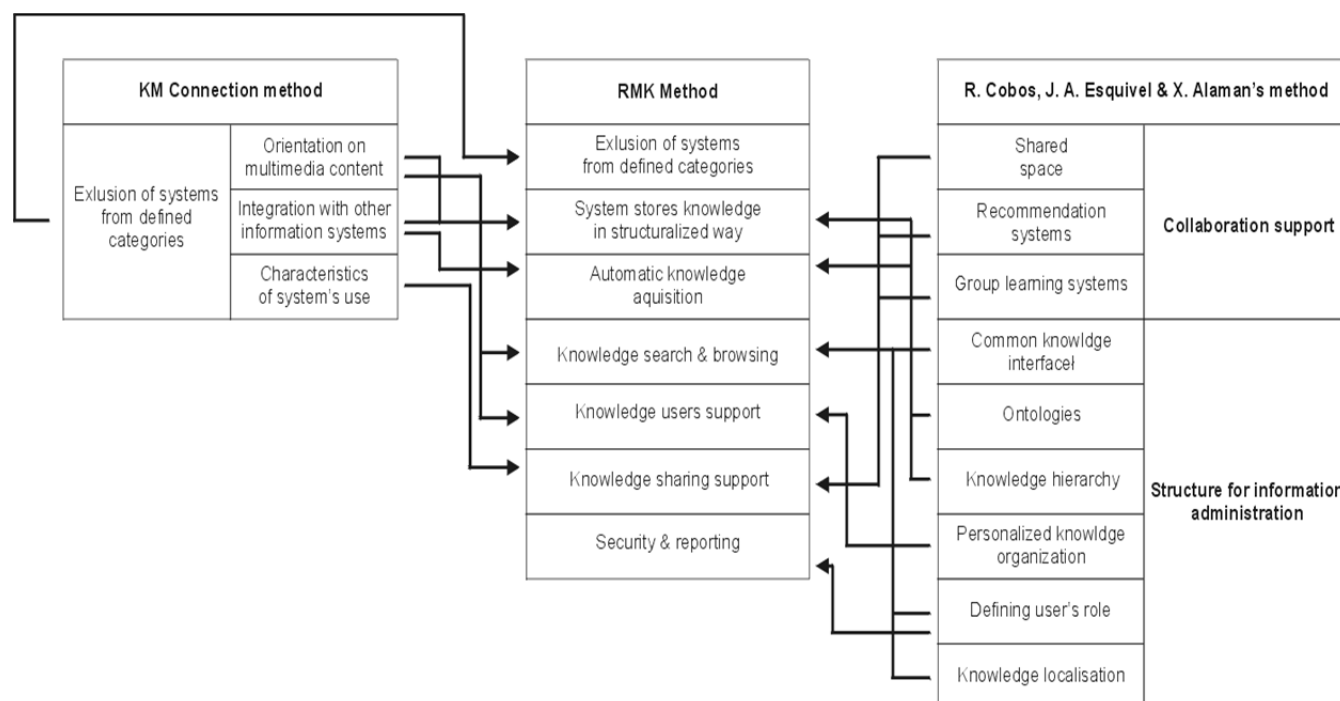 KM Connection method
Exlusion of systems
from defined
categories
Orientation on
multimedia content
Integration with other
information systems
Characteristics
of system's use
RMK Method
Exlusion of systems
from defined categories
System stores knowledge
in structuralized way
Automatic knowledge
aquisition
Knowledge search & browsing
Knowledge users support
Knowledge sharing support
Security & reporting
R. Cobos, J. A. Esquivel & X. Alaman's method
Shared
space
Recommendation
systems
Group learning systems
Collaboration support
Common knowldge
interfaceł
Ontologies
Knowledge hierarchy
Personalized knowldge
organization
Defining user's role
Knowledge localisation
Structure for information
administration